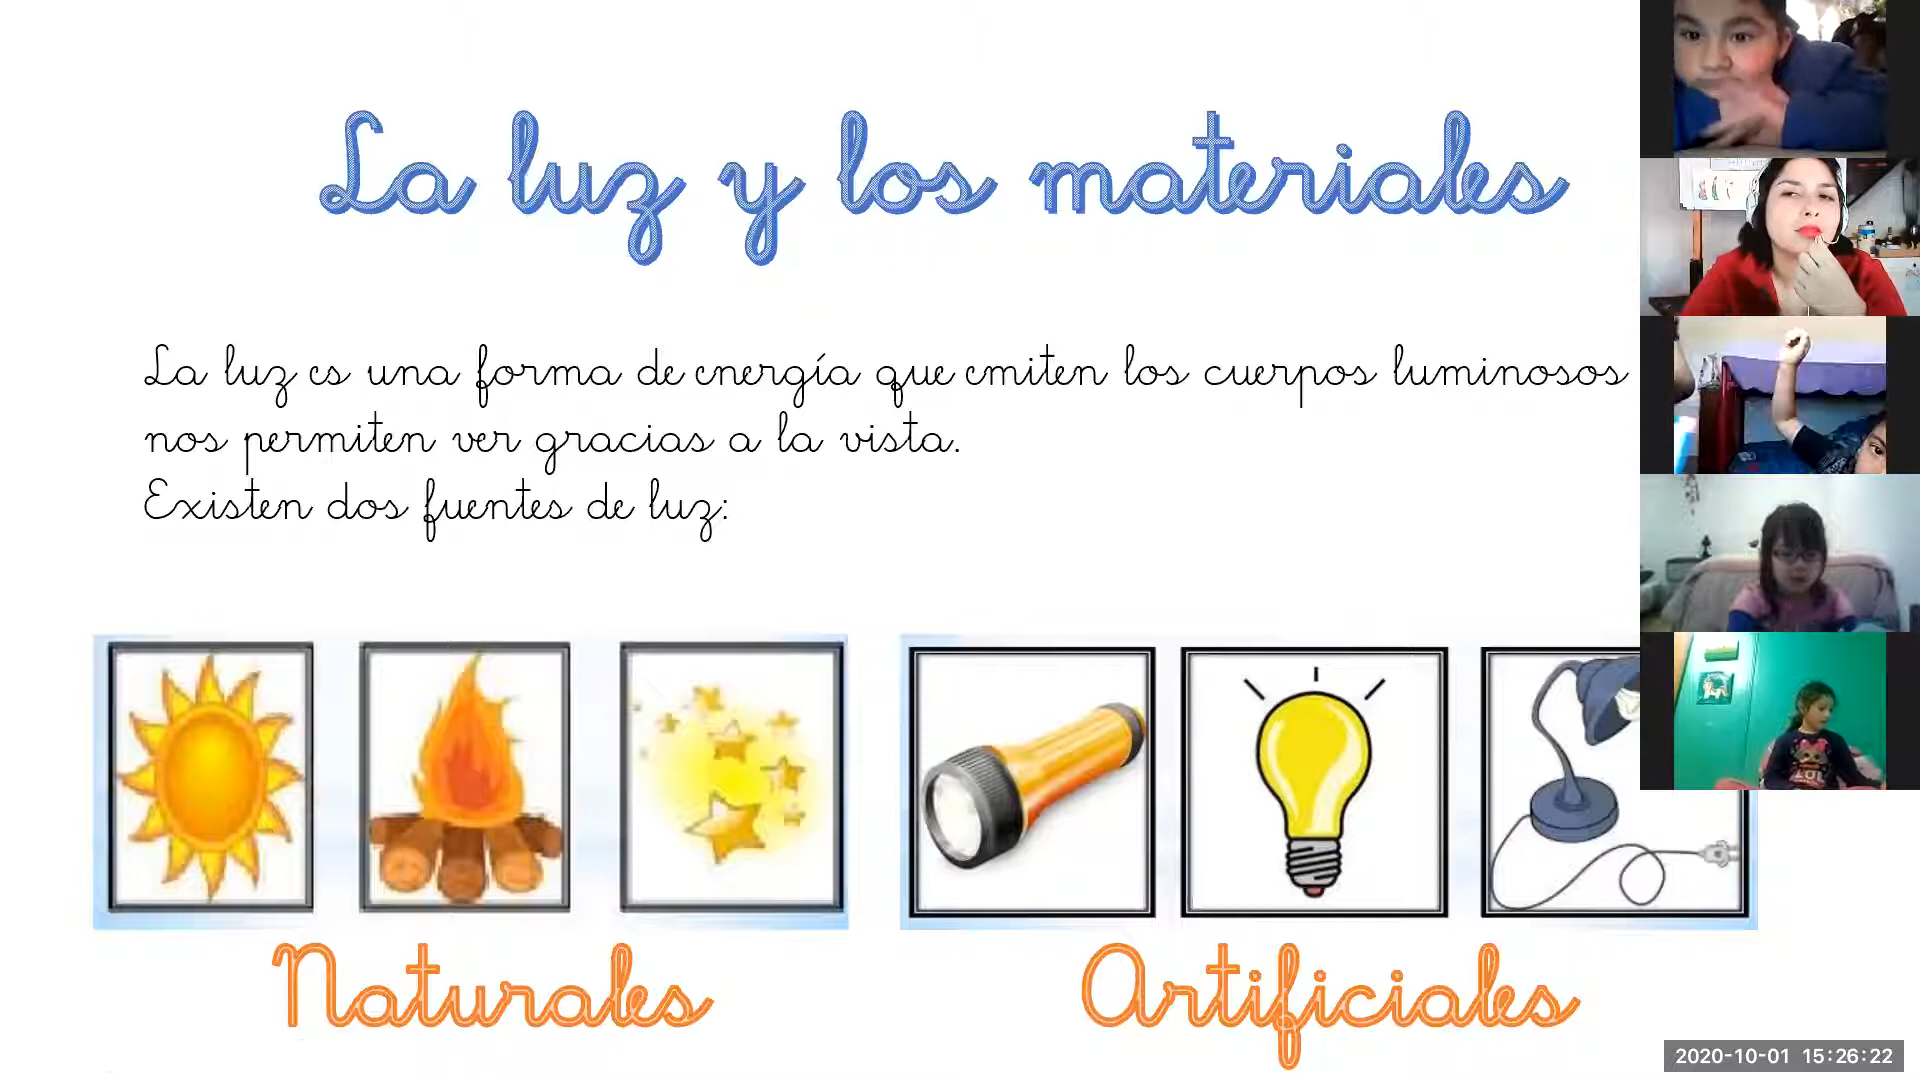 La luz y los materiales
La luz es una forma de energía que emiten los cuerpos luminosos
nos permiten ver gracias a la vista.
Existen dos fuentes de luz:
Naturales
Artificiales
2020-10-01 15:26:22